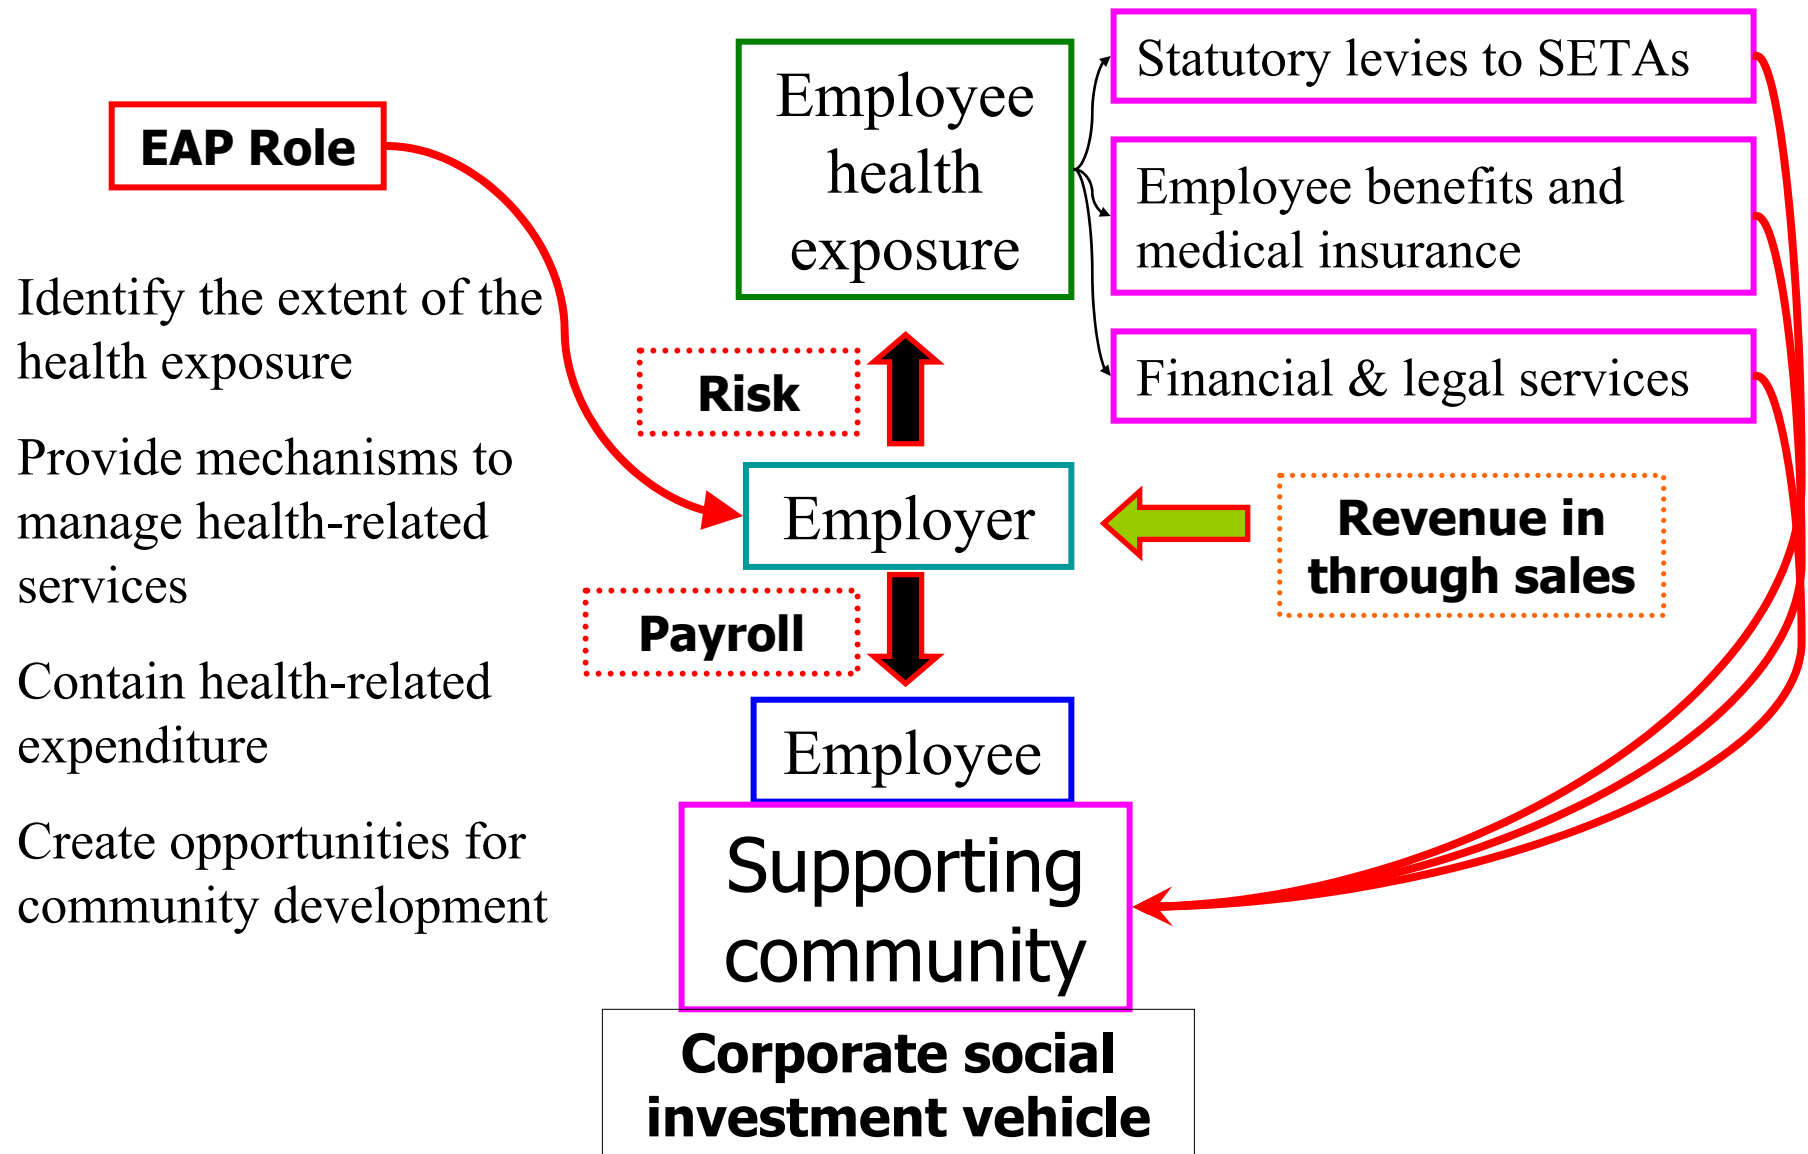 EAP Role
Identify the extent of the
health exposure
Provide mechanisms to
manage health-related
services
Contain health-related
expenditure
Create opportunities for
community development
Employee
health
exposure
Statutory levies to SETAs
Employee benefits and
medical insurance
Financial & legal services
Risk
Employer
Revenue in
through sales
Payroll
Employee
Supporting
community
Corporate social
investment vehicle